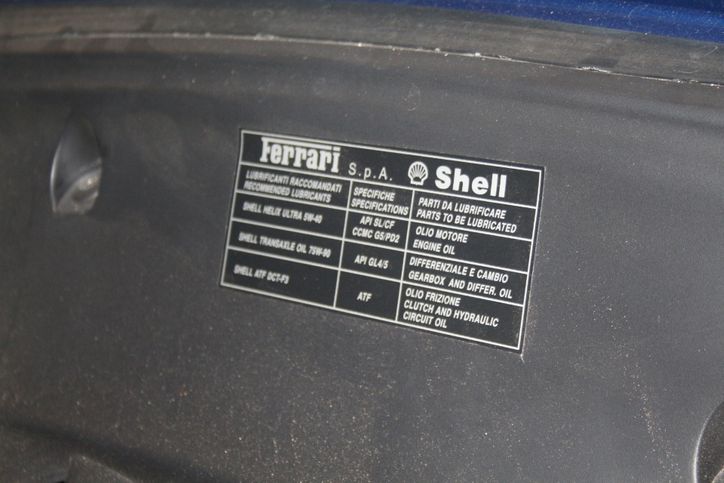 Ferrari S.p.A. Shell
LUBRIFICANTI RACCOMANDATI
RECOMMENDED LUBRICANTS
SPECIFICHE
SPECIFICATIONS
PARTI DA LUBRIFICARE
PARTS TO BE LUBRICATED
SHELL HELIX ULTRA 5W-40
API SL/CF
CCMC G5/PD2
OLIO MOTORE
ENGINE OIL
SHELL TRANSAXLE OIL 75W-90
API GL4/5
DIFFERENZIALE E CAMBIO
GEARBOX AND DIFFER. OIL
SHELL ATF DCT-F3
ATF
OLIO FRIZIONE
CLUTCH AND HYDRAULIC
CIRCUIT OIL